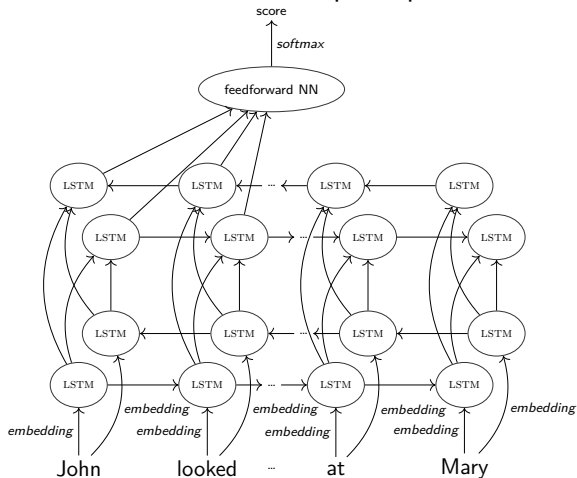 score
softmax
feedforward NN
LSTM LSTM ... LSTM LSTM
LSTM LSTM ... LSTM LSTM
LSTM LSTM ... LSTM LSTM
LSTM LSTM ... LSTM LSTM
embedding embedding embedding embedding
embedding embedding embedding embedding
John looked ... at Mary